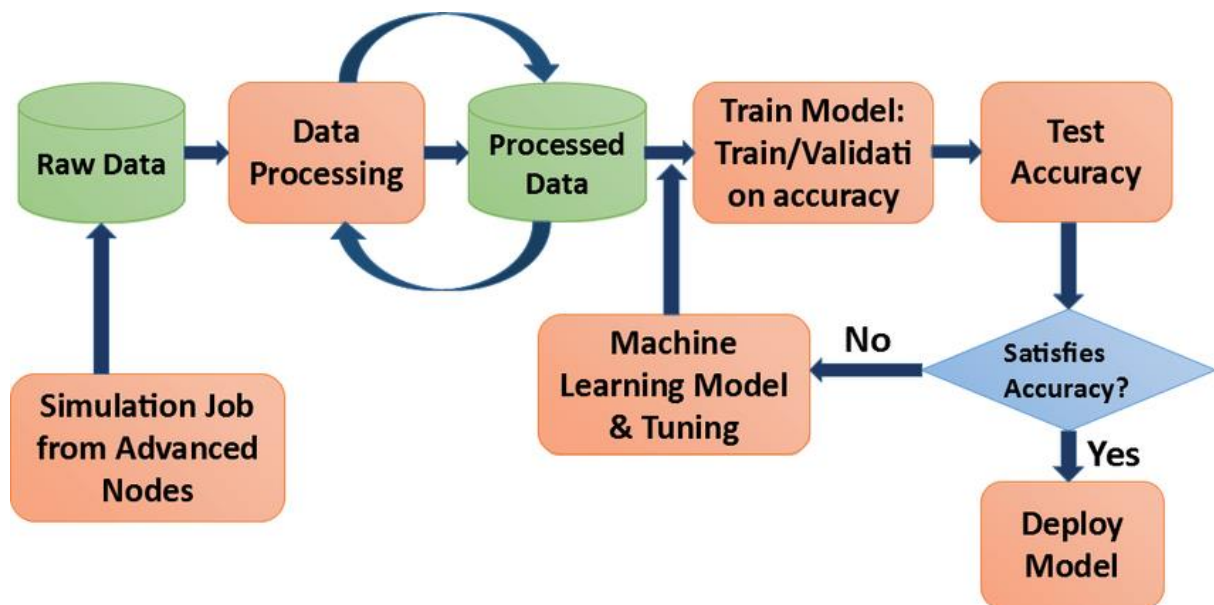 Raw Data
Data
Processing
Processed
Data
Train Model:
Train/Validati
on accuracy
Test
Accuracy
Simulation Job
from Advanced
Nodes
Machine
Learning Model
& Tuning
No
Satisfies
Accuracy?
Yes
Deploy
Model